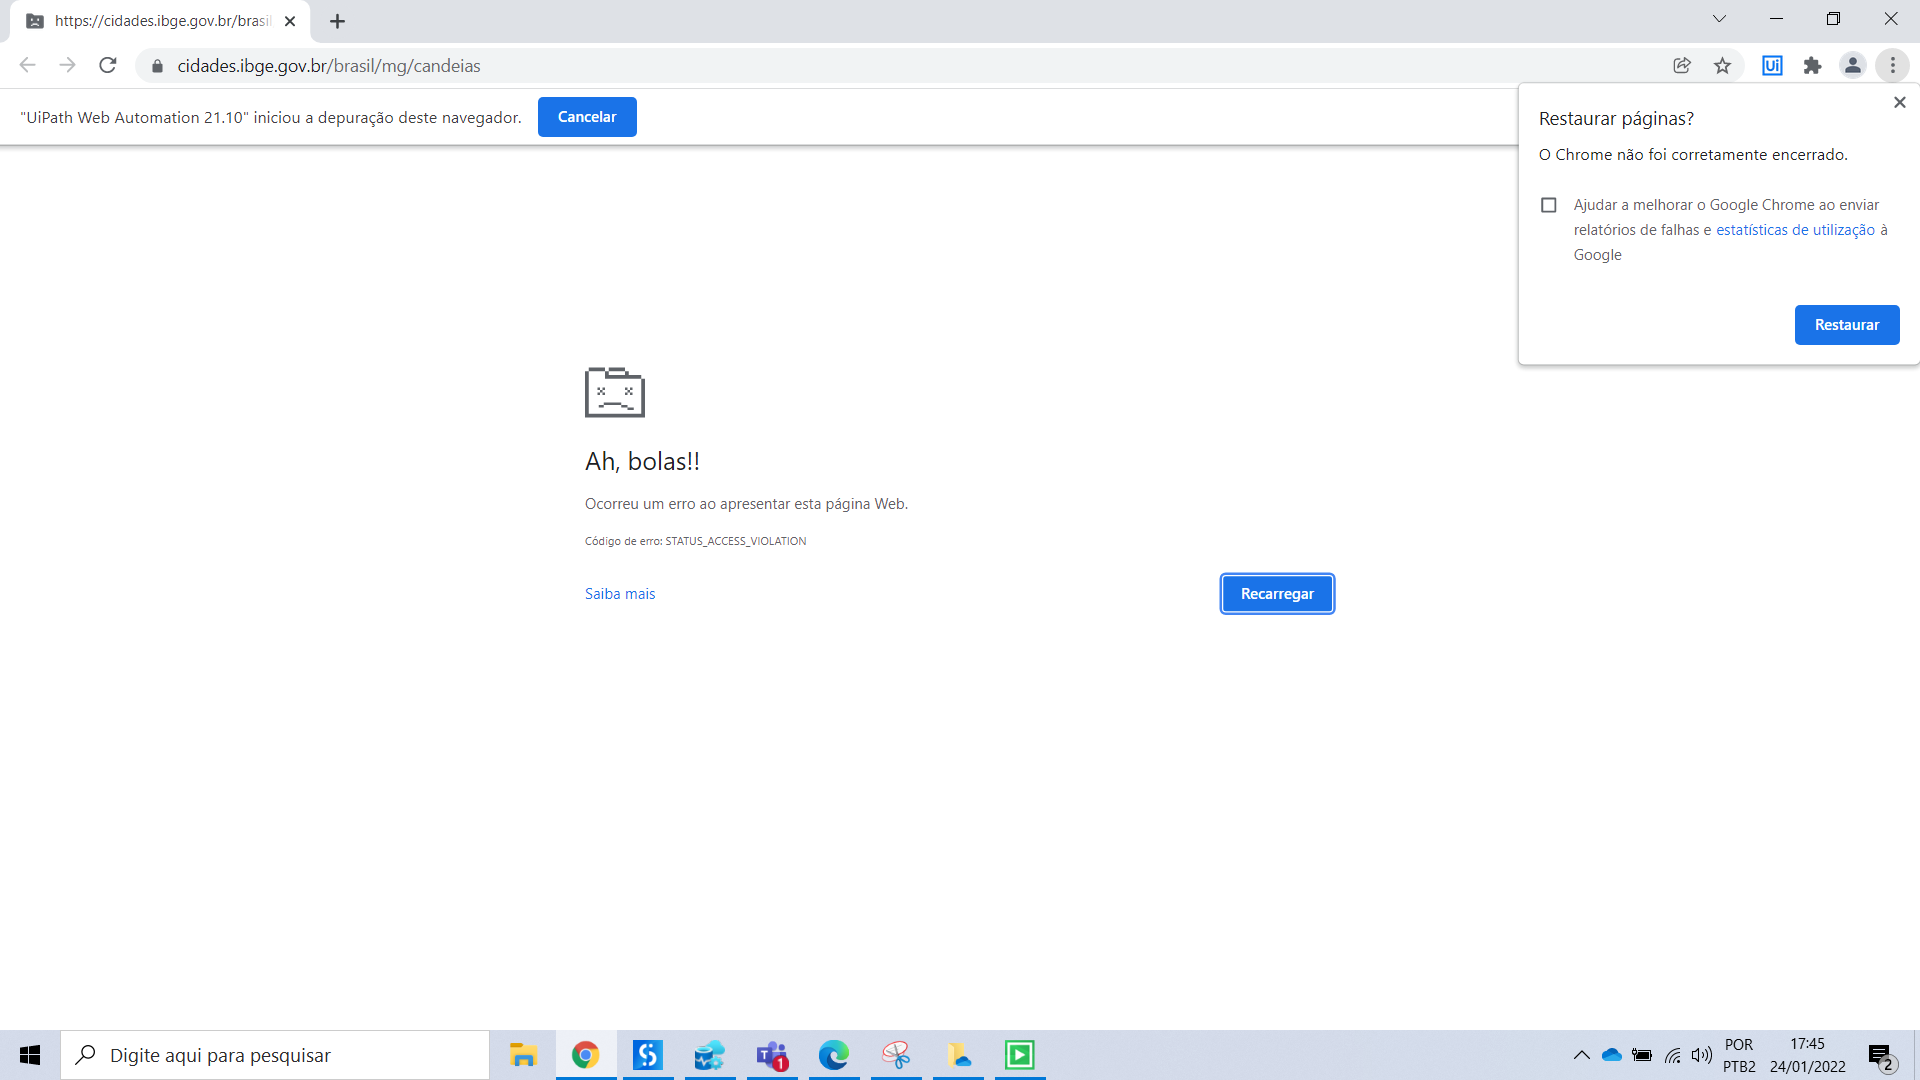 https://cidades.ibge.gov.br/brasil
cidades.ibge.gov.br/brasil/mg/candeias
Ui
"UiPath Web Automation 21.10" iniciou a depuração deste navegador.
Cancelar
Restaurar páginas?
O Chrome não foi corretamente encerrado.
Ajudar a melhorar o Google Chrome ao enviar
relatórios de falhas e estatísticas de utilização à
Google
Restaurar
Ah, bolas!!
Ocorreu um erro ao apresentar esta página Web.
Código de erro: STATUS_ACCESS_VIOLATION
Saiba mais
Recarregar
Digite aqui para pesquisar
T
1
POR
PTB2
17:45
24/01/2022
2